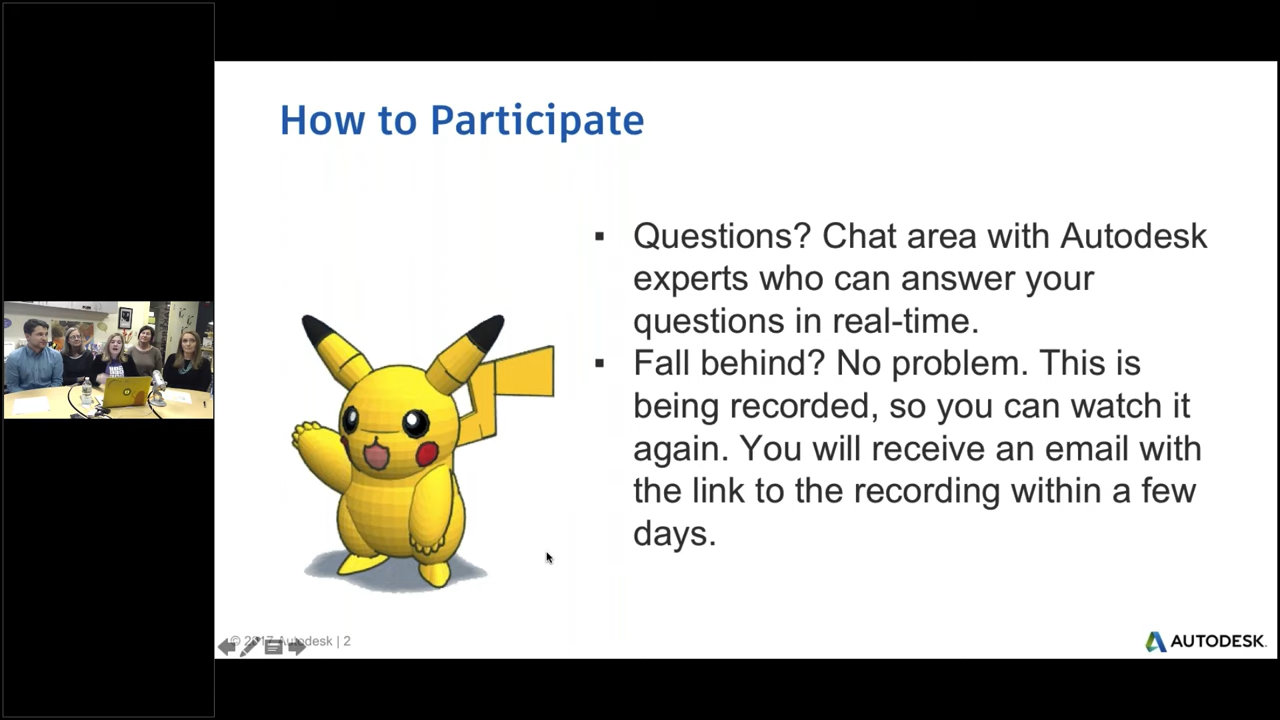 How to Participate
▪ Questions? Chat area with Autodesk
experts who can answer your
questions in real-time.
▪ Fall behind? No problem. This is
being recorded, so you can watch it
again. You will receive an email with
the link to the recording within a few
days.
© 2017 Autodesk | 2
AUTODESK.